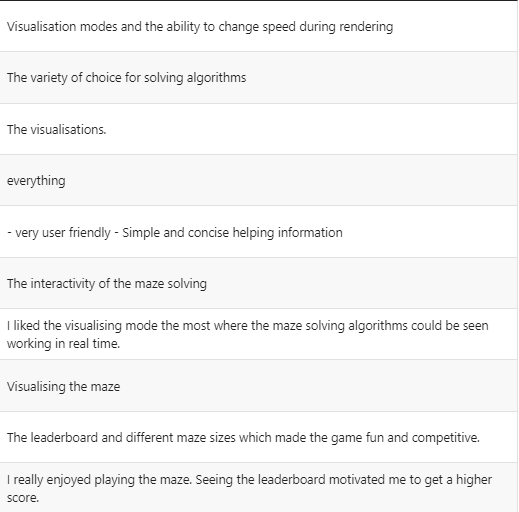 Visualisation modes and the ability to change speed during rendering
The variety of choice for solving algorithms
The visualisations.
everything
- very user friendly - Simple and concise helping information
The interactivity of the maze solving
I liked the visualising mode the most where the maze solving algorithms could be seen
working in real time.
Visualising the maze
The leaderboard and different maze sizes which made the game fun and competitive.
I really enjoyed playing the maze. Seeing the leaderboard motivated me to get a higher
score.